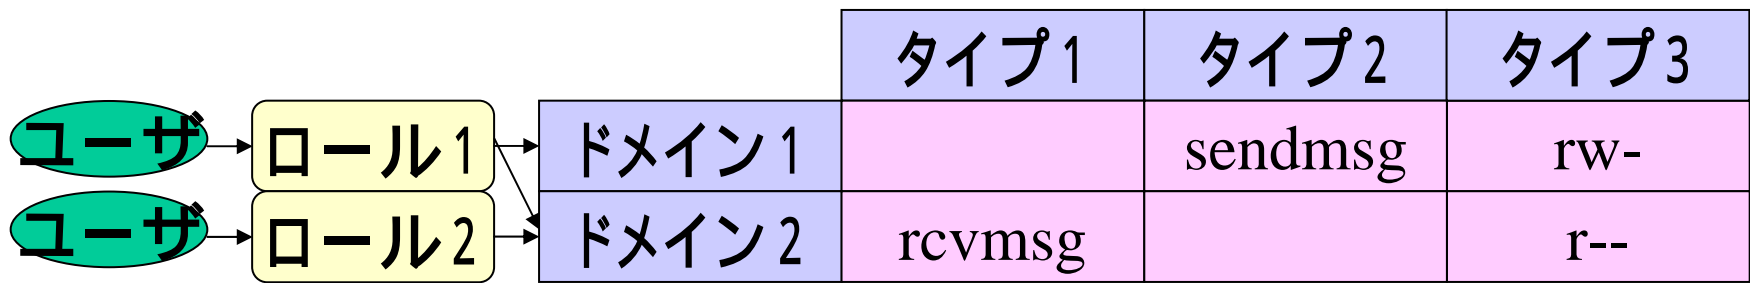 タイプ1 タイプ2 タイプ3
ユーザ ロール1 ドメイン1 sendmsg rw-
ユーザ ロール2 ドメイン2 rcvmsg r--